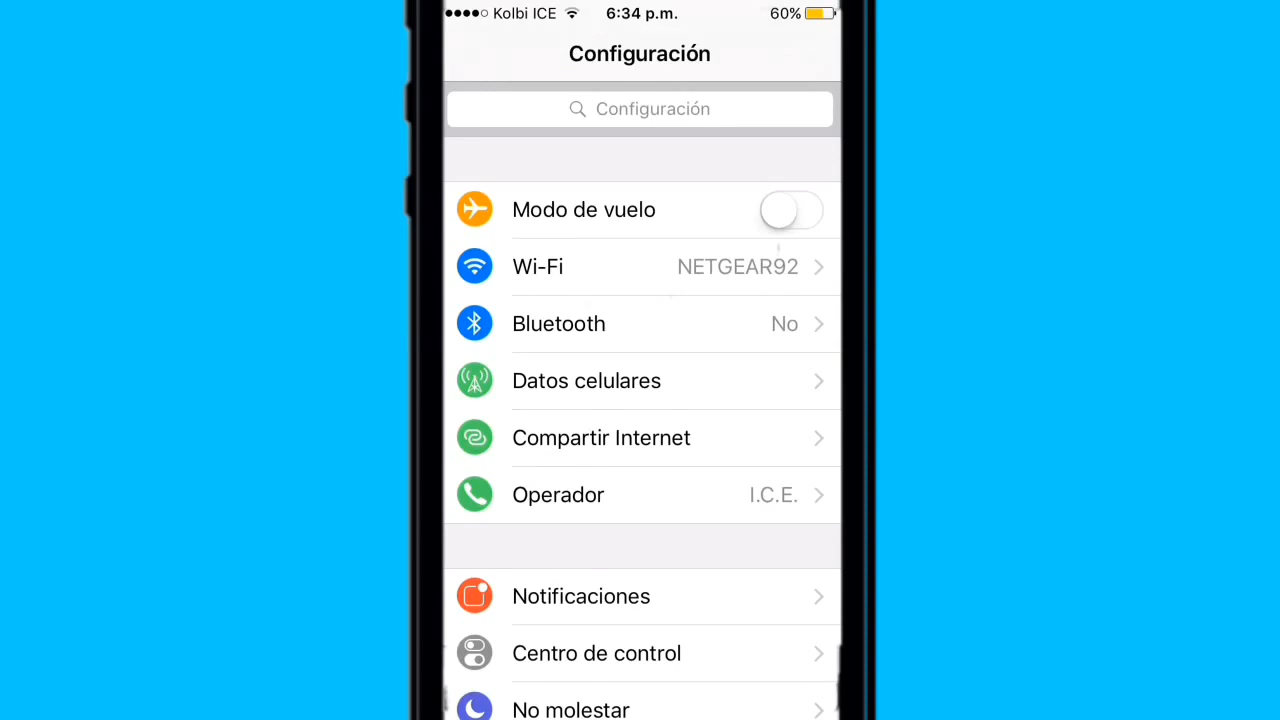 Kolbi ICE 6:34 p.m. 60%
Configuración
Configuración
Modo de vuelo
Wi-Fi NETGEAR92
Bluetooth No
Datos celulares
Compartir Internet
Operador I.C.E.
Notificaciones
Centro de control
No molestar